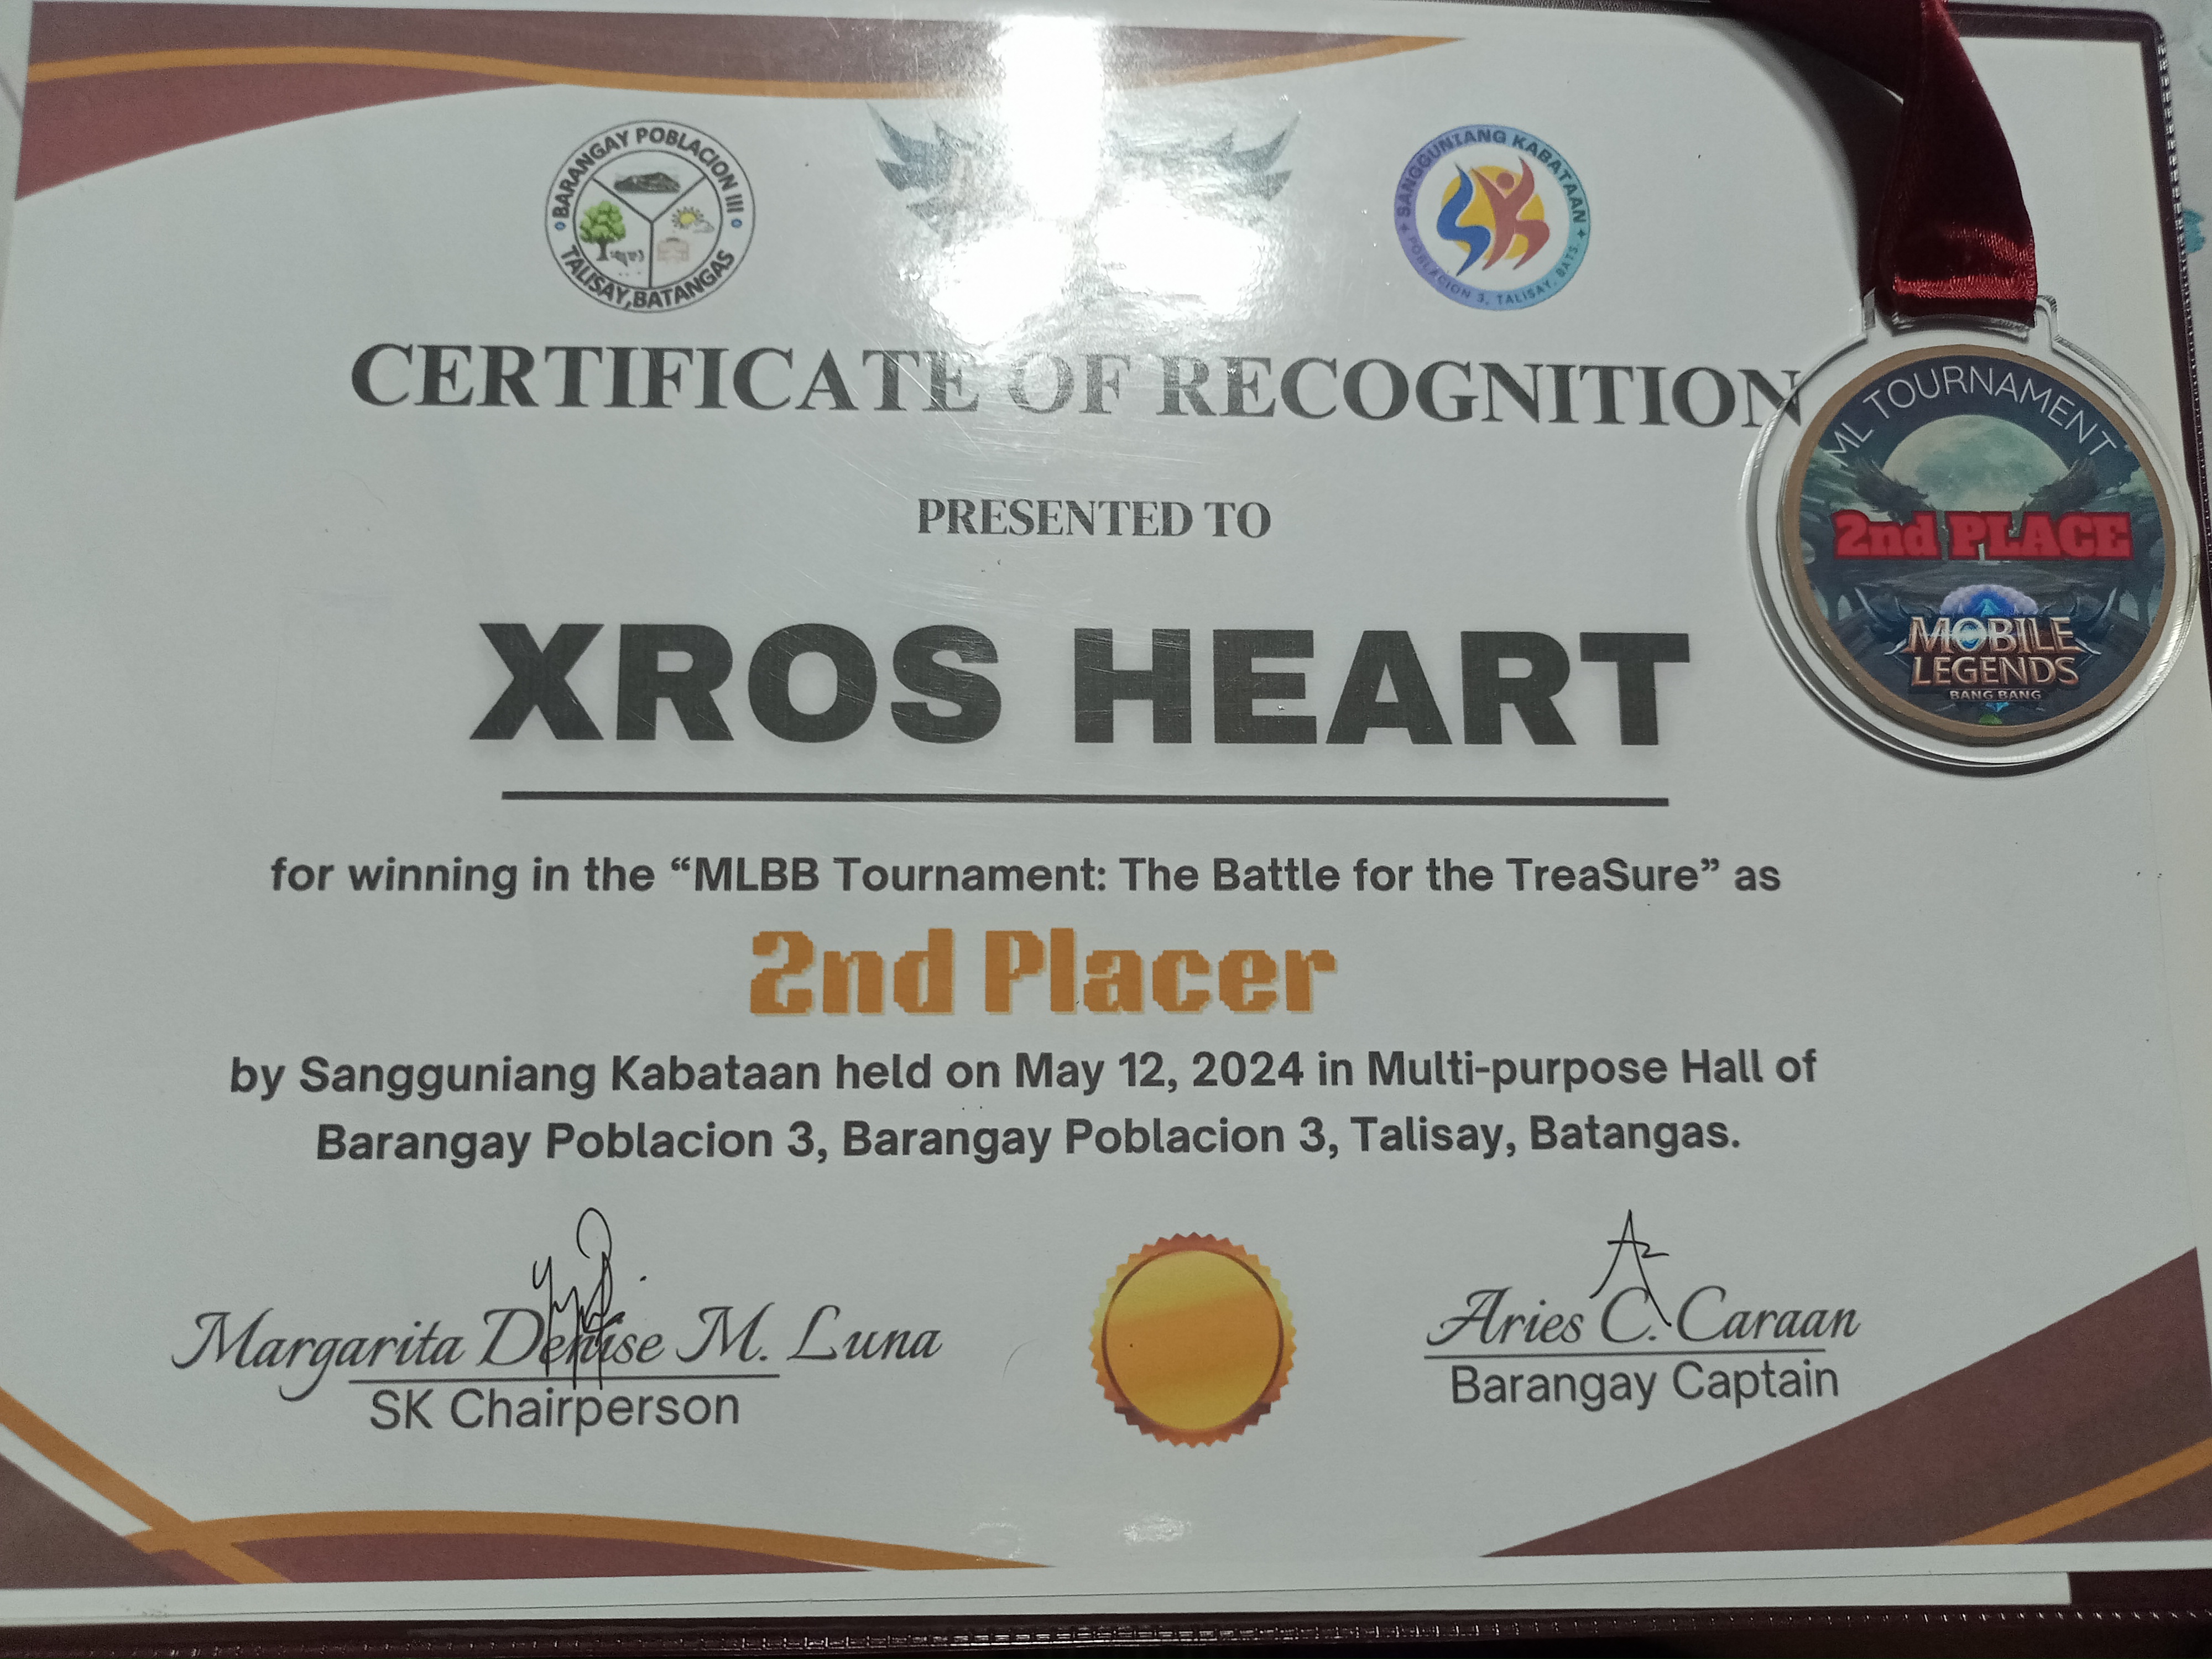 BARANGAY POBLACION III
TALISAY, BATANGAS
SANGGUNIANG KABATAAN
POBLACION 3, TALISAY, BATS.
CERTIFICATE OF RECOGNITION
PRESENTED TO
XROS HEART
for winning in the “MLBB Tournament: The Battle for the TreaSure” as
2nd Placer
by Sangguniang Kabataan held on May 12, 2024 in Multi-purpose Hall of
Barangay Poblacion 3, Barangay Poblacion 3, Talisay, Batangas.
Margarita Denise M. Luna
SK Chairperson
Aries C. Caraan
Barangay Captain
ML TOURNAMENT
2nd PLACE
MOBILE
LEGENDS
BANG BANG